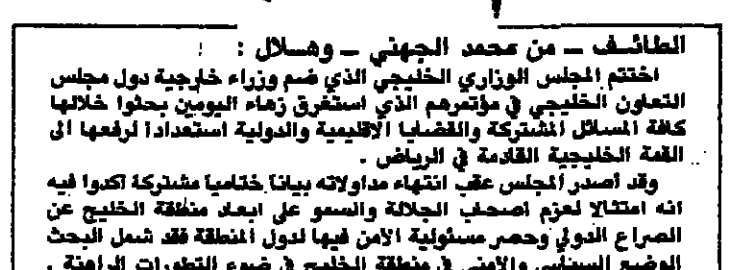 الطائف ــ من محمد الجهني ــ وهــلال :
اختتم المجلس الوزاري الخليجي الذي ضم وزراء خارجية دول مجلس
التعاون الخليجي في مؤتمرهم الذي استغرق زهاء اليومين بحثوا خلالها
كافة المسائل المشتركة والقضايا الاقليمية والدولية استعدادا لرفعها الى
القمة الخليجية القادمة في الرياض .
وقد اصدر المجلس عقب انتهاء مداولاته بيانا ختاميا مشتركة اكدوا فيه
انه امتثالا لعزم اصحاب الجلالة والسمو على ابعاد منطقة الخليج عن
الصراع الدولي وحصر مسئولية الامن فيها لدول المنطقة فقد شمل البحث
الوضع السياسي والامني في منطقة الخليج في ضوء التطورات الراهنة .